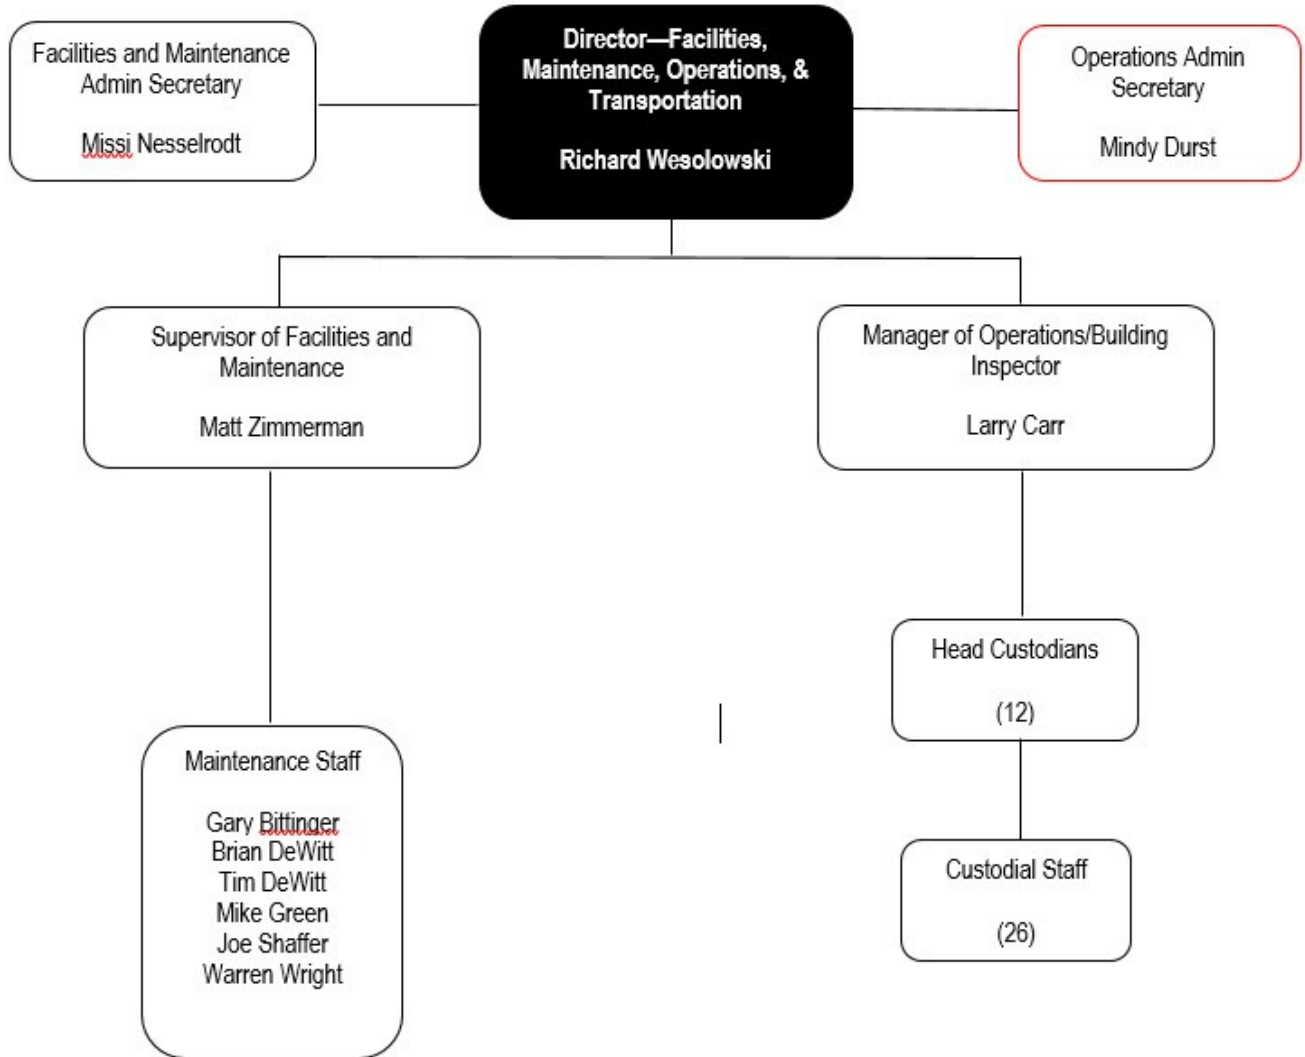 Facilities and Maintenance
Admin Secretary
Missi Nesselrodt
Director—Facilities,
Maintenance, Operations, &
Transportation
Richard Wesolowski
Operations Admin
Secretary
Mindy Durst
Supervisor of Facilities and
Maintenance
Matt Zimmerman
Manager of Operations/Building
Inspector
Larry Carr
Head Custodians
(12)
Maintenance Staff
Gary Bittinger
Brian DeWitt
Tim DeWitt
Mike Green
Joe Shaffer
Warren Wright
Custodial Staff
(26)